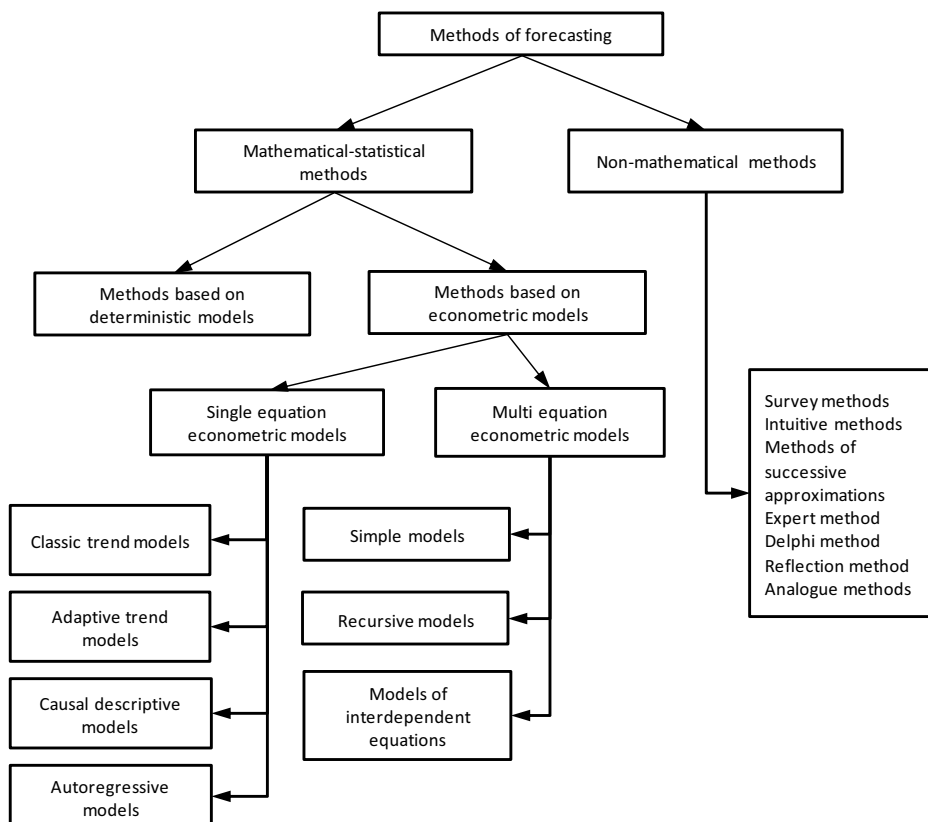 Methods of forecasting
Mathematical-statistical
methods
Non-mathematical methods
Methods based on
deterministic models
Methods based on
econometric models
Single equation
econometric models
Multi equation
econometric models
Classic trend models
Adaptive trend
models
Causal descriptive
models
Autoregressive
models
Simple models
Recursive models
Models of
interdependent
equations
Survey methods
Intuitive methods
Methods of
successive
approximations
Expert method
Delphi method
Reflection method
Analogue methods